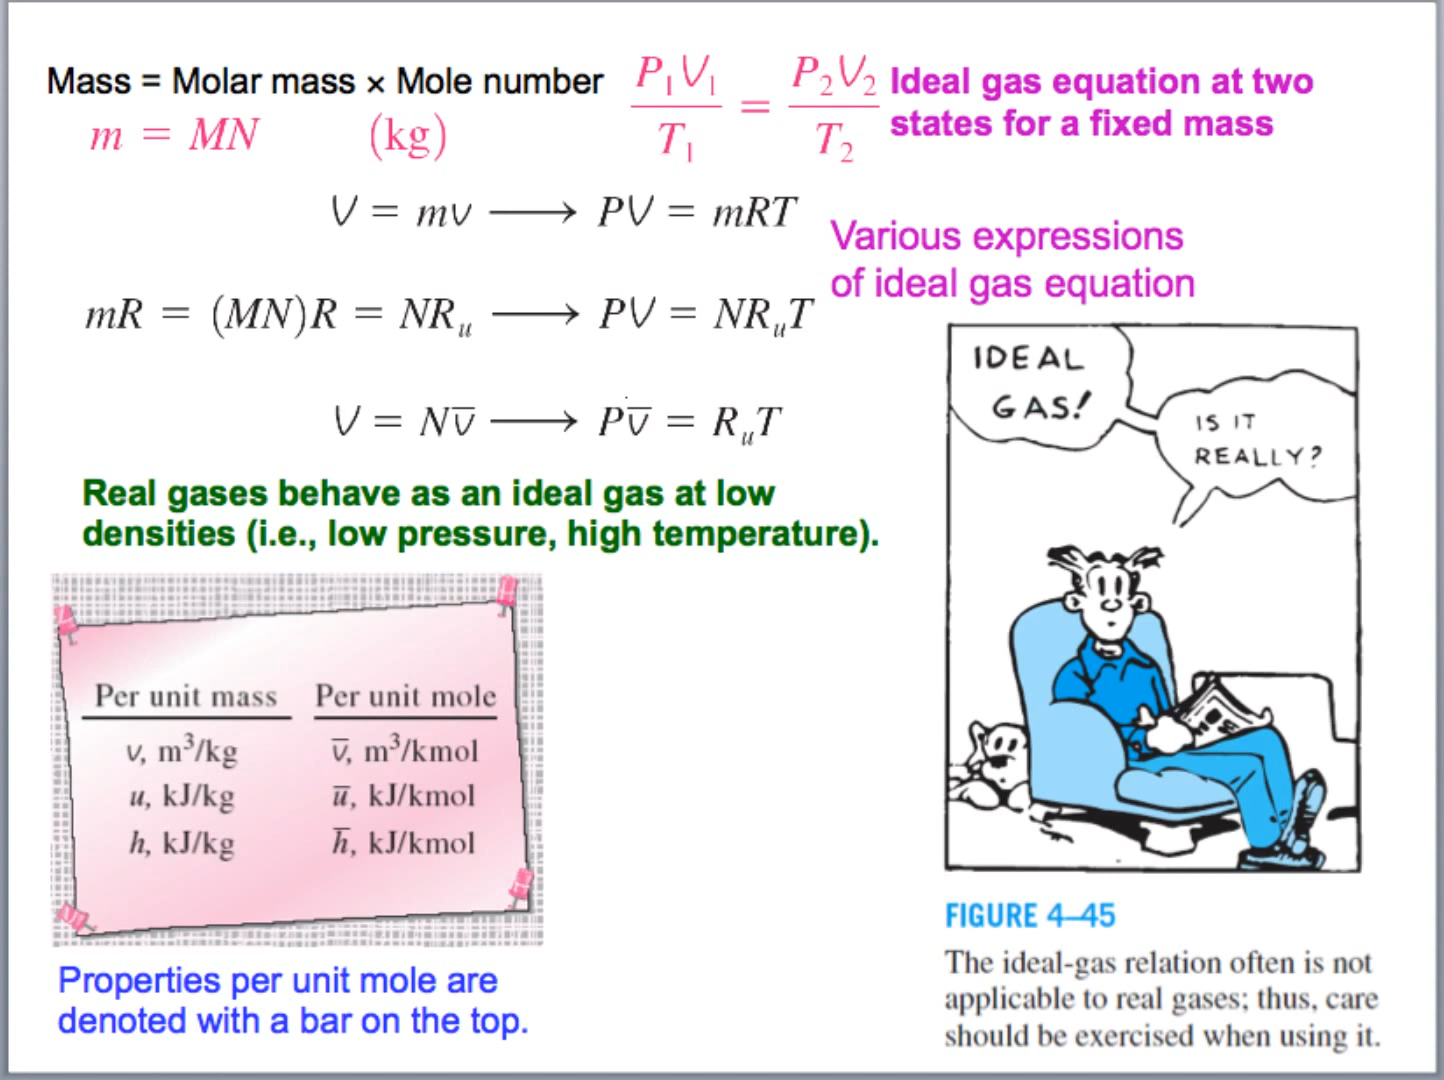 Mass = Molar mass × Mole number
m = MN (kg)
P₁V₁/T₁ = P₂V₂/T₂
Ideal gas equation at two
states for a fixed mass
V = mv ⟶ PV = mRT
Various expressions
of ideal gas equation
mR = (MN)R = NRᵤ ⟶ PV = NRᵤT
V = Nv̅ ⟶ Pv̅ = RᵤT
Real gases behave as an ideal gas at low
densities (i.e., low pressure, high temperature).
IDEAL
GAS!
IS IT
REALLY?
Per unit mass Per unit mole
v, m³/kg v̅, m³/kmol
u, kJ/kg u̅, kJ/kmol
h, kJ/kg h̅, kJ/kmol
Properties per unit mole are
denoted with a bar on the top.
FIGURE 4–45
The ideal-gas relation often is not
applicable to real gases; thus, care
should be exercised when using it.